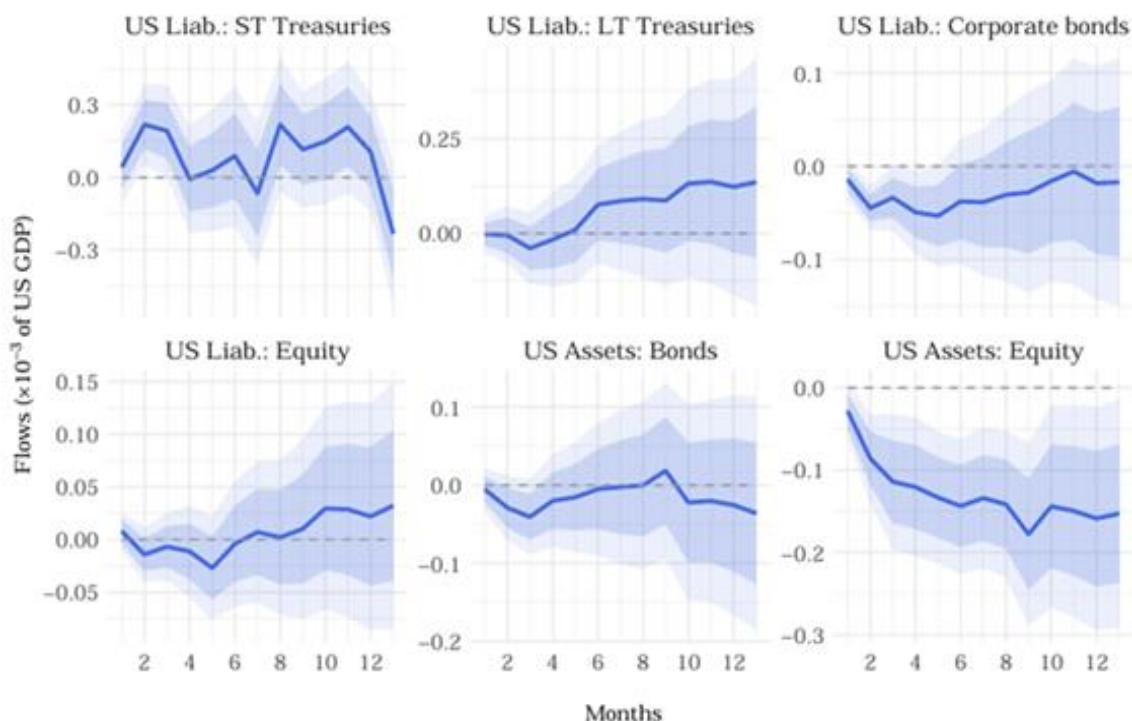 US Liab.: ST Treasuries
US Liab.: LT Treasuries
US Liab.: Corporate bonds
0.3
0.0
−0.3
0.25
0.00
0.1
0.0
−0.1
Flows (×10⁻³ of US GDP)
US Liab.: Equity
US Assets: Bonds
US Assets: Equity
0.15
0.10
0.05
0.00
−0.05
0.1
0.0
−0.1
−0.2
0.0
−0.1
−0.2
−0.3
2 4 6 8 10 12
2 4 6 8 10 12
2 4 6 8 10 12
Months